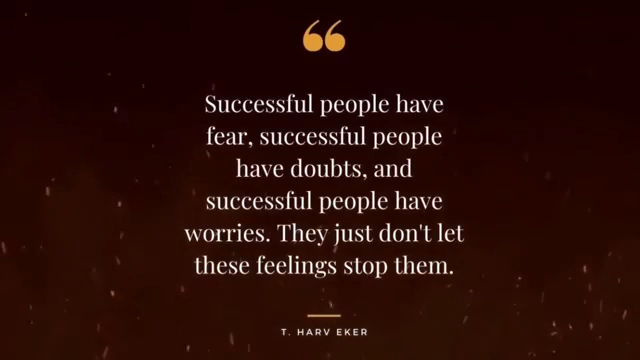 “
Successful people have
fear, successful people
have doubts, and
successful people have
worries. They just don't let
these feelings stop them.
T. HARV EKER